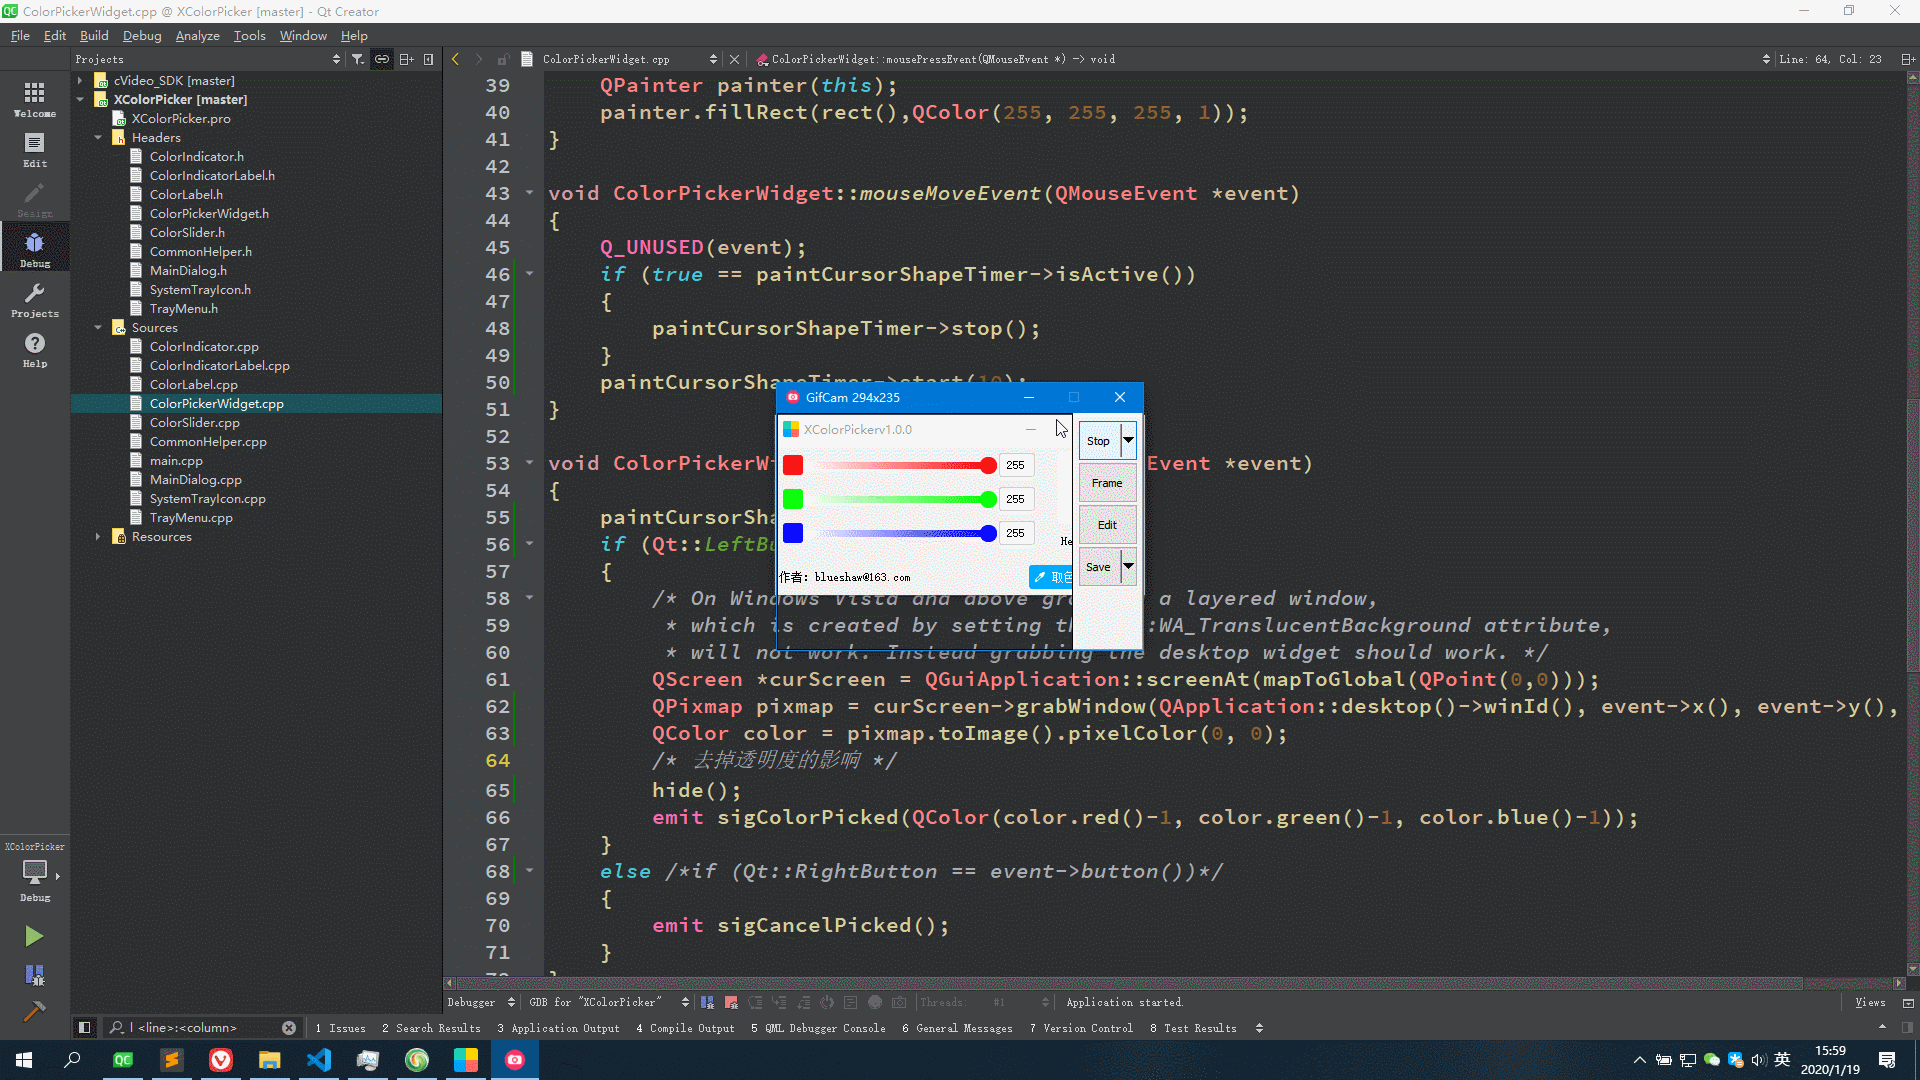 ColorPickerWidget.cpp @ XColorPicker [master] - Qt Creator
File Edit Build Debug Analyze Tools Window Help
Projects
ColorPickerWidget.cpp
ColorPickerWidget::mousePressEvent(QMouseEvent *) -> void
Line: 64, Col: 23
Welcome
Edit
Design
Debug
Projects
Help
XColorPicker
Debug
cVideo_SDK [master]
XColorPicker [master]
XColorPicker.pro
Headers
ColorIndicator.h
ColorIndicatorLabel.h
ColorLabel.h
ColorPickerWidget.h
ColorSlider.h
CommonHelper.h
MainDialog.h
SystemTrayIcon.h
TrayMenu.h
Sources
ColorIndicator.cpp
ColorIndicatorLabel.cpp
ColorLabel.cpp
ColorPickerWidget.cpp
ColorSlider.cpp
CommonHelper.cpp
main.cpp
MainDialog.cpp
SystemTrayIcon.cpp
TrayMenu.cpp
Resources
39 QPainter painter(this);
40 painter.fillRect(rect(),QColor(255, 255, 255, 1));
41 }
42
43 void ColorPickerWidget::mouseMoveEvent(QMouseEvent *event)
44 {
45 Q_UNUSED(event);
46 if (true == paintCursorShapeTimer->isActive())
47 {
48 paintCursorShapeTimer->stop();
49 }
50 paintCursorShapeTimer->start(10);
51 }
52
53 void ColorPickerW Event *event)
54 {
55 paintCursorSha
56 if (Qt::LeftBu
57 {
58 /* On Windows Vista and above gra a layered window,
59 * which is created by setting th :WA_TranslucentBackground attribute,
60 * will not work. Instead grabbing the desktop widget should work. */
61 QScreen *curScreen = QGuiApplication::screenAt(mapToGlobal(QPoint(0,0)));
62 QPixmap pixmap = curScreen->grabWindow(QApplication::desktop()->winId(), event->x(), event->y(),
63 QColor color = pixmap.toImage().pixelColor(0, 0);
64 /* 去掉透明度的影响 */
65 hide();
66 emit sigColorPicked(QColor(color.red()-1, color.green()-1, color.blue()-1));
67 }
68 else /*if (Qt::RightButton == event->button())*/
69 {
70 emit sigCancelPicked();
71 }
GifCam 294x235
XColorPickerv1.0.0
255
255
255
He
作者: blueshaw@163.com
取色
Stop
Frame
Edit
Save
Debugger GDB for "XColorPicker" Threads: #1 Application started. Views
<line>:<column> 1 Issues 2 Search Results 3 Application Output 4 Compile Output 5 QML Debugger Console 6 General Messages 7 Version Control 8 Test Results
英
15:59
2020/1/19